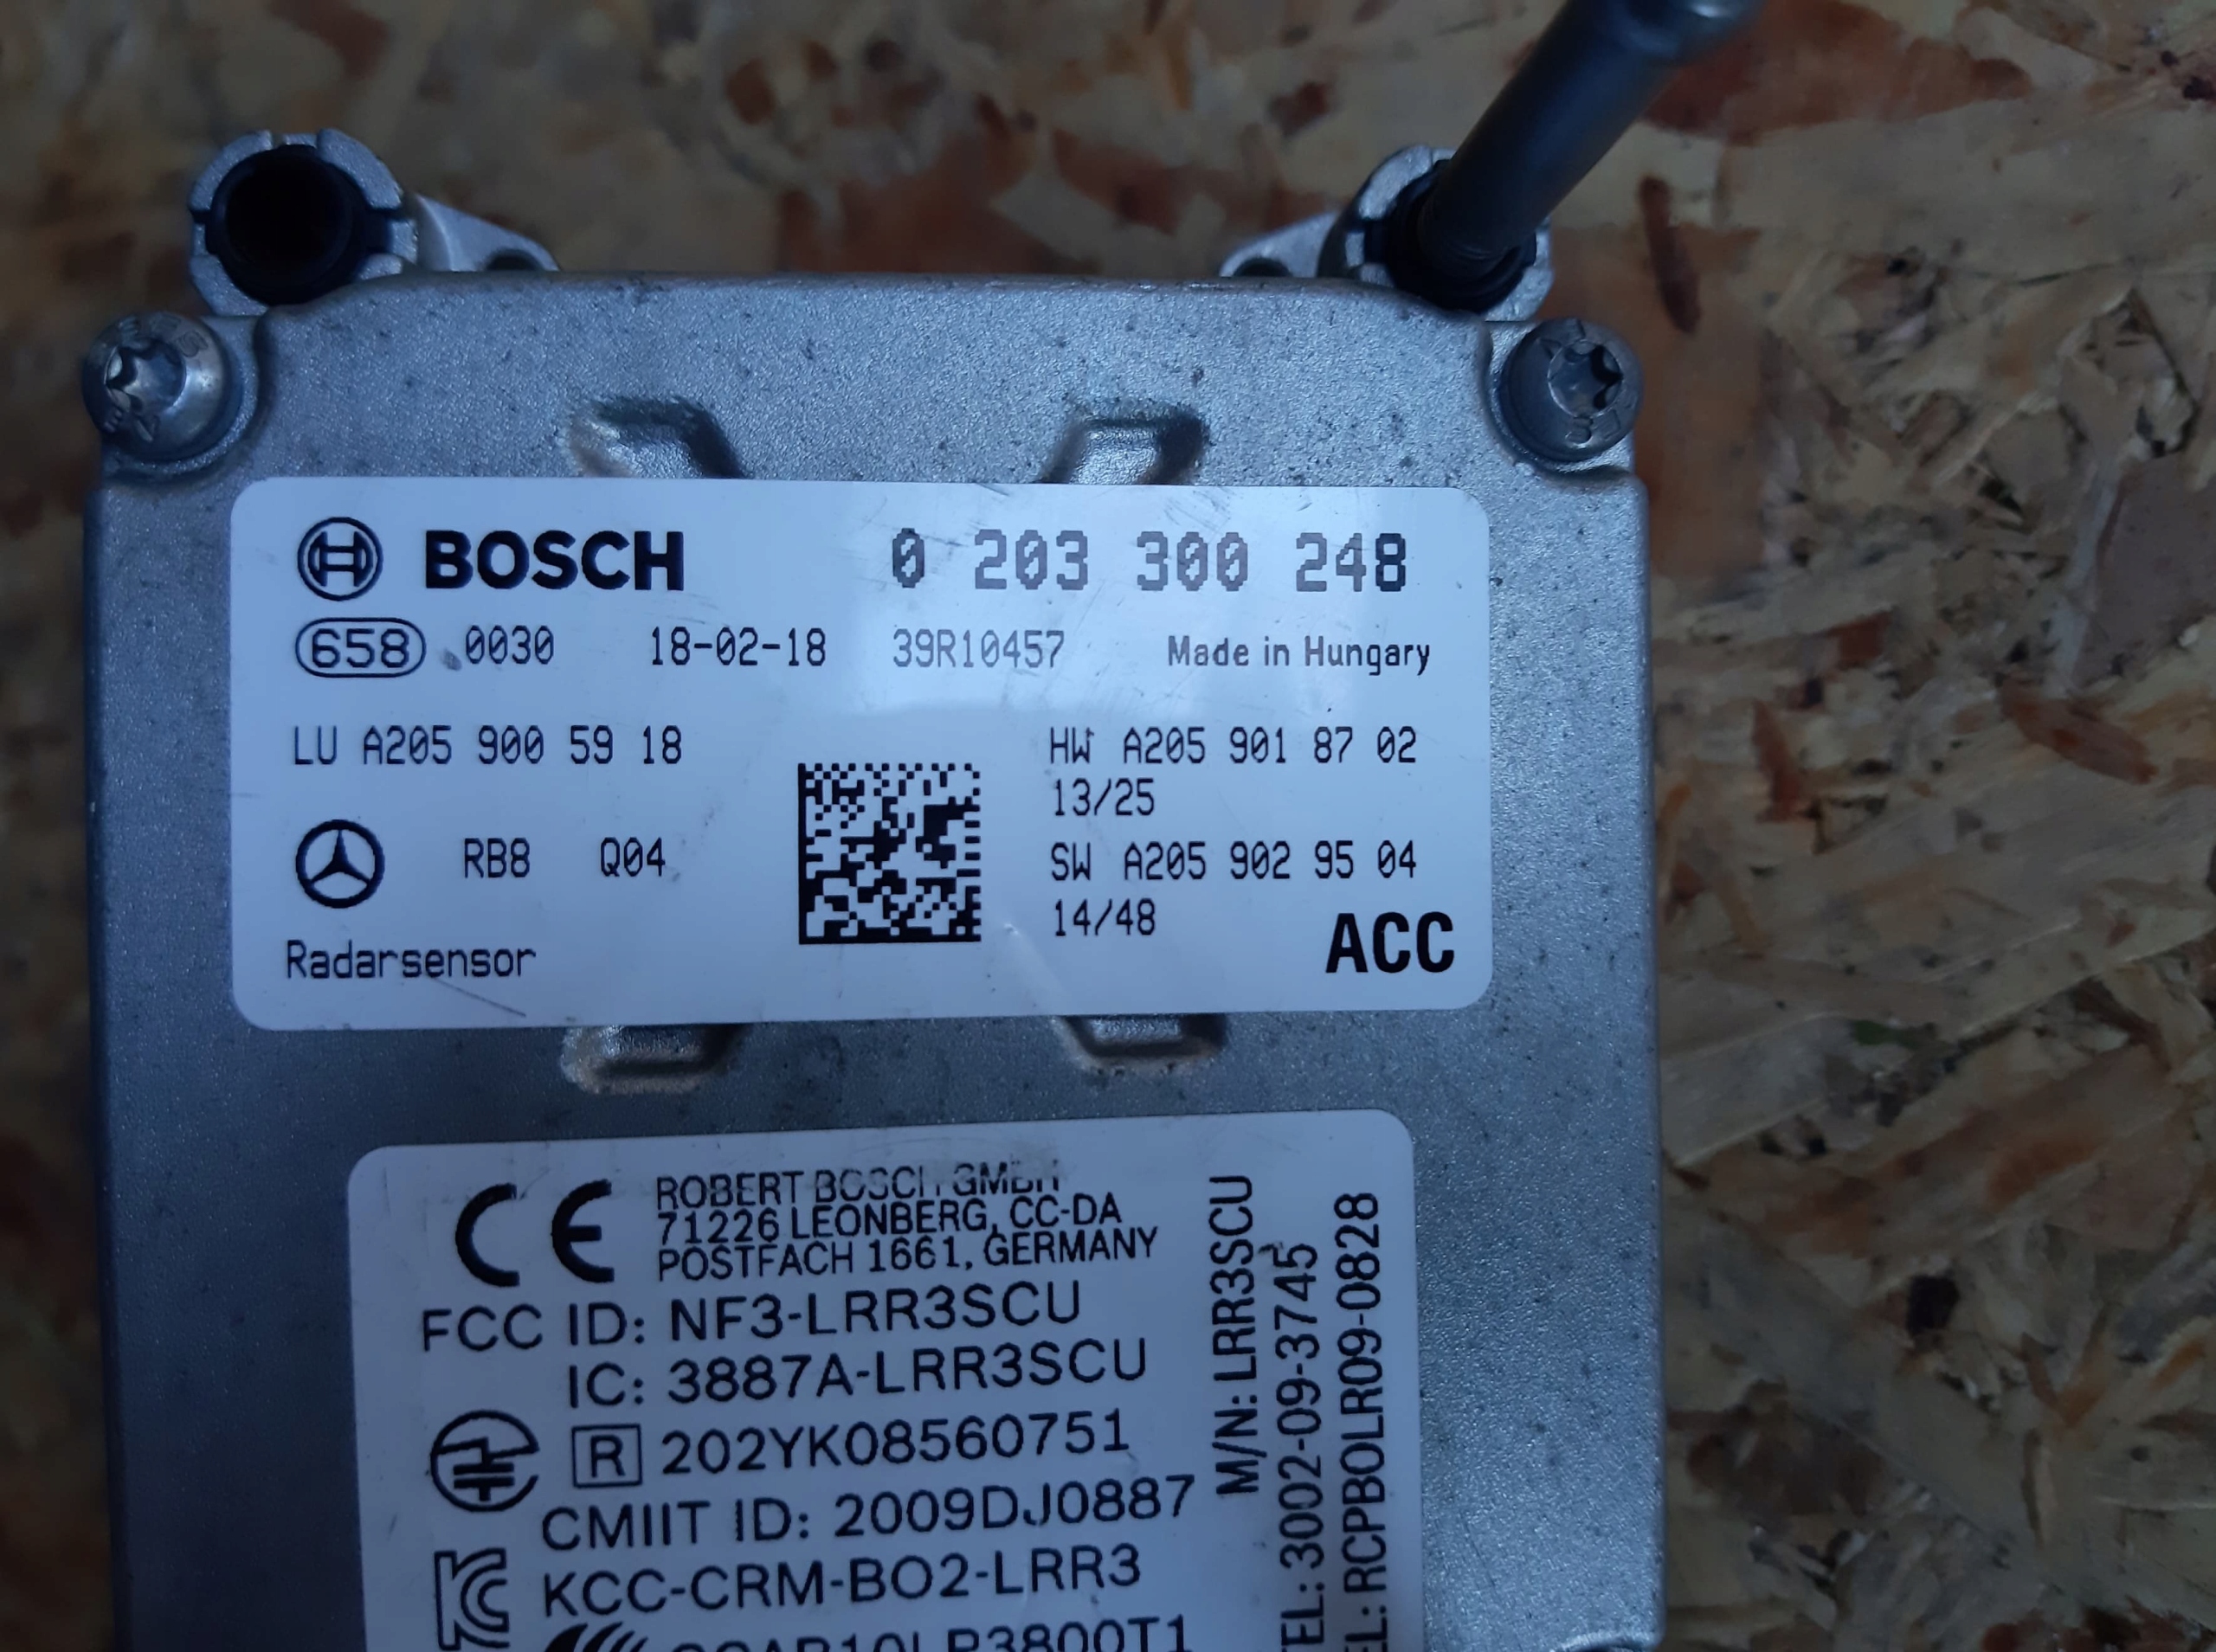 BOSCH 0 203 300 248
658 .0030 18-02-18 39R10457 Made in Hungary
LU A205 900 59 18
HW A205 901 87 02
13/25
RB8 Q04
SW A205 902 95 04
14/48
Radarsensor
ACC
CE
ROBERT BOSCH GMBH
71226 LEONBERG, CC-DA
POSTFACH 1661, GERMANY
FCC ID: NF3-LRR3SCU
IC: 3887A-LRR3SCU
R 202YK08560751
CMIIT ID: 2009DJ0887
KCC-CRM-BO2-LRR3
M/N: LRR3SCU
TEL: 3002-09-3745
RCPBOLR09-0828